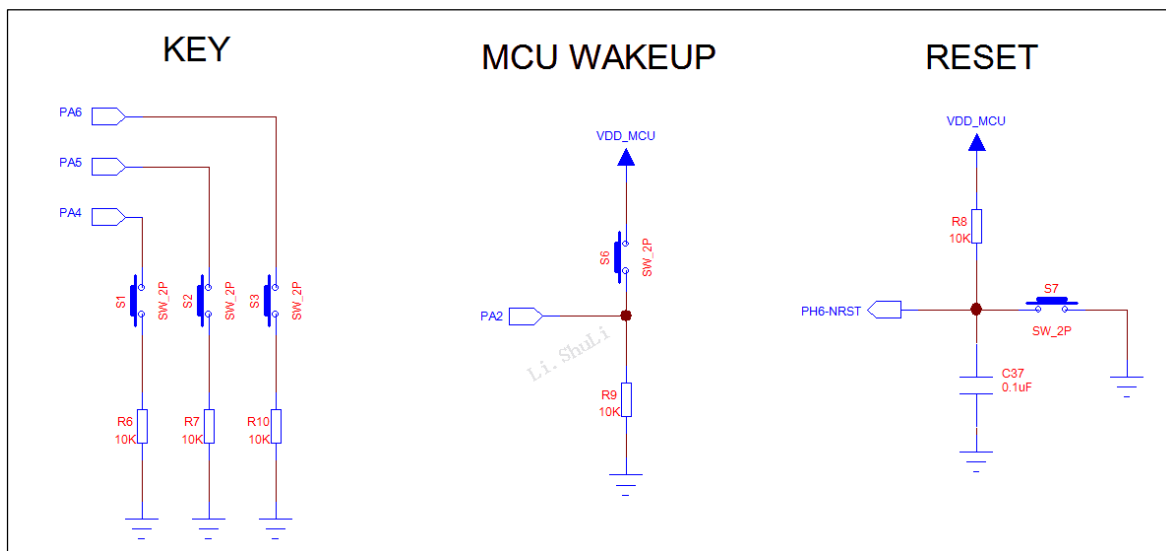 KEY
PA6
PA5
PA4
S1
SW_2P
S2
SW_2P
S3
SW_2P
R6
10K
R7
10K
R10
10K
MCU WAKEUP
VDD_MCU
S6
SW_2P
PA2
R9
10K
Li.ShuLi
RESET
VDD_MCU
R8
10K
PH6-NRST
S7
SW_2P
C37
0.1uF